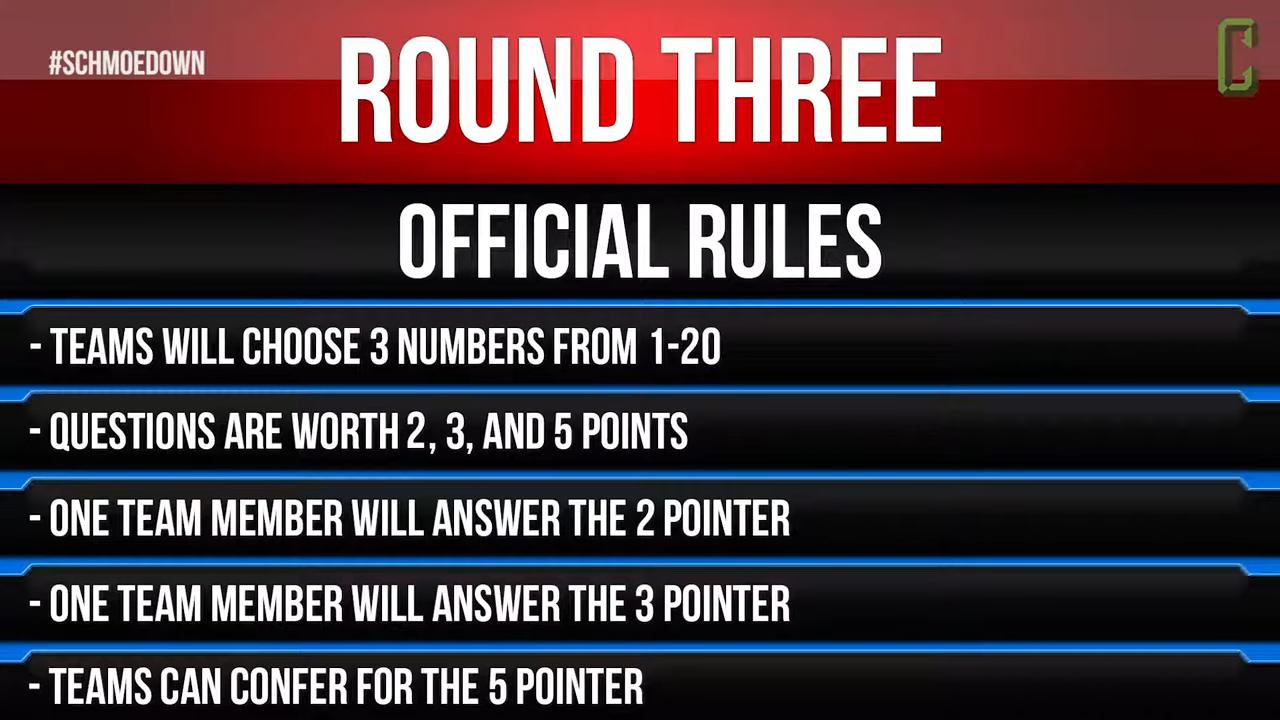 #SCHMOEDOWN
ROUND THREE
OFFICIAL RULES
- TEAMS WILL CHOOSE 3 NUMBERS FROM 1-20
- QUESTIONS ARE WORTH 2, 3, AND 5 POINTS
- ONE TEAM MEMBER WILL ANSWER THE 2 POINTER
- ONE TEAM MEMBER WILL ANSWER THE 3 POINTER
- TEAMS CAN CONFER FOR THE 5 POINTER